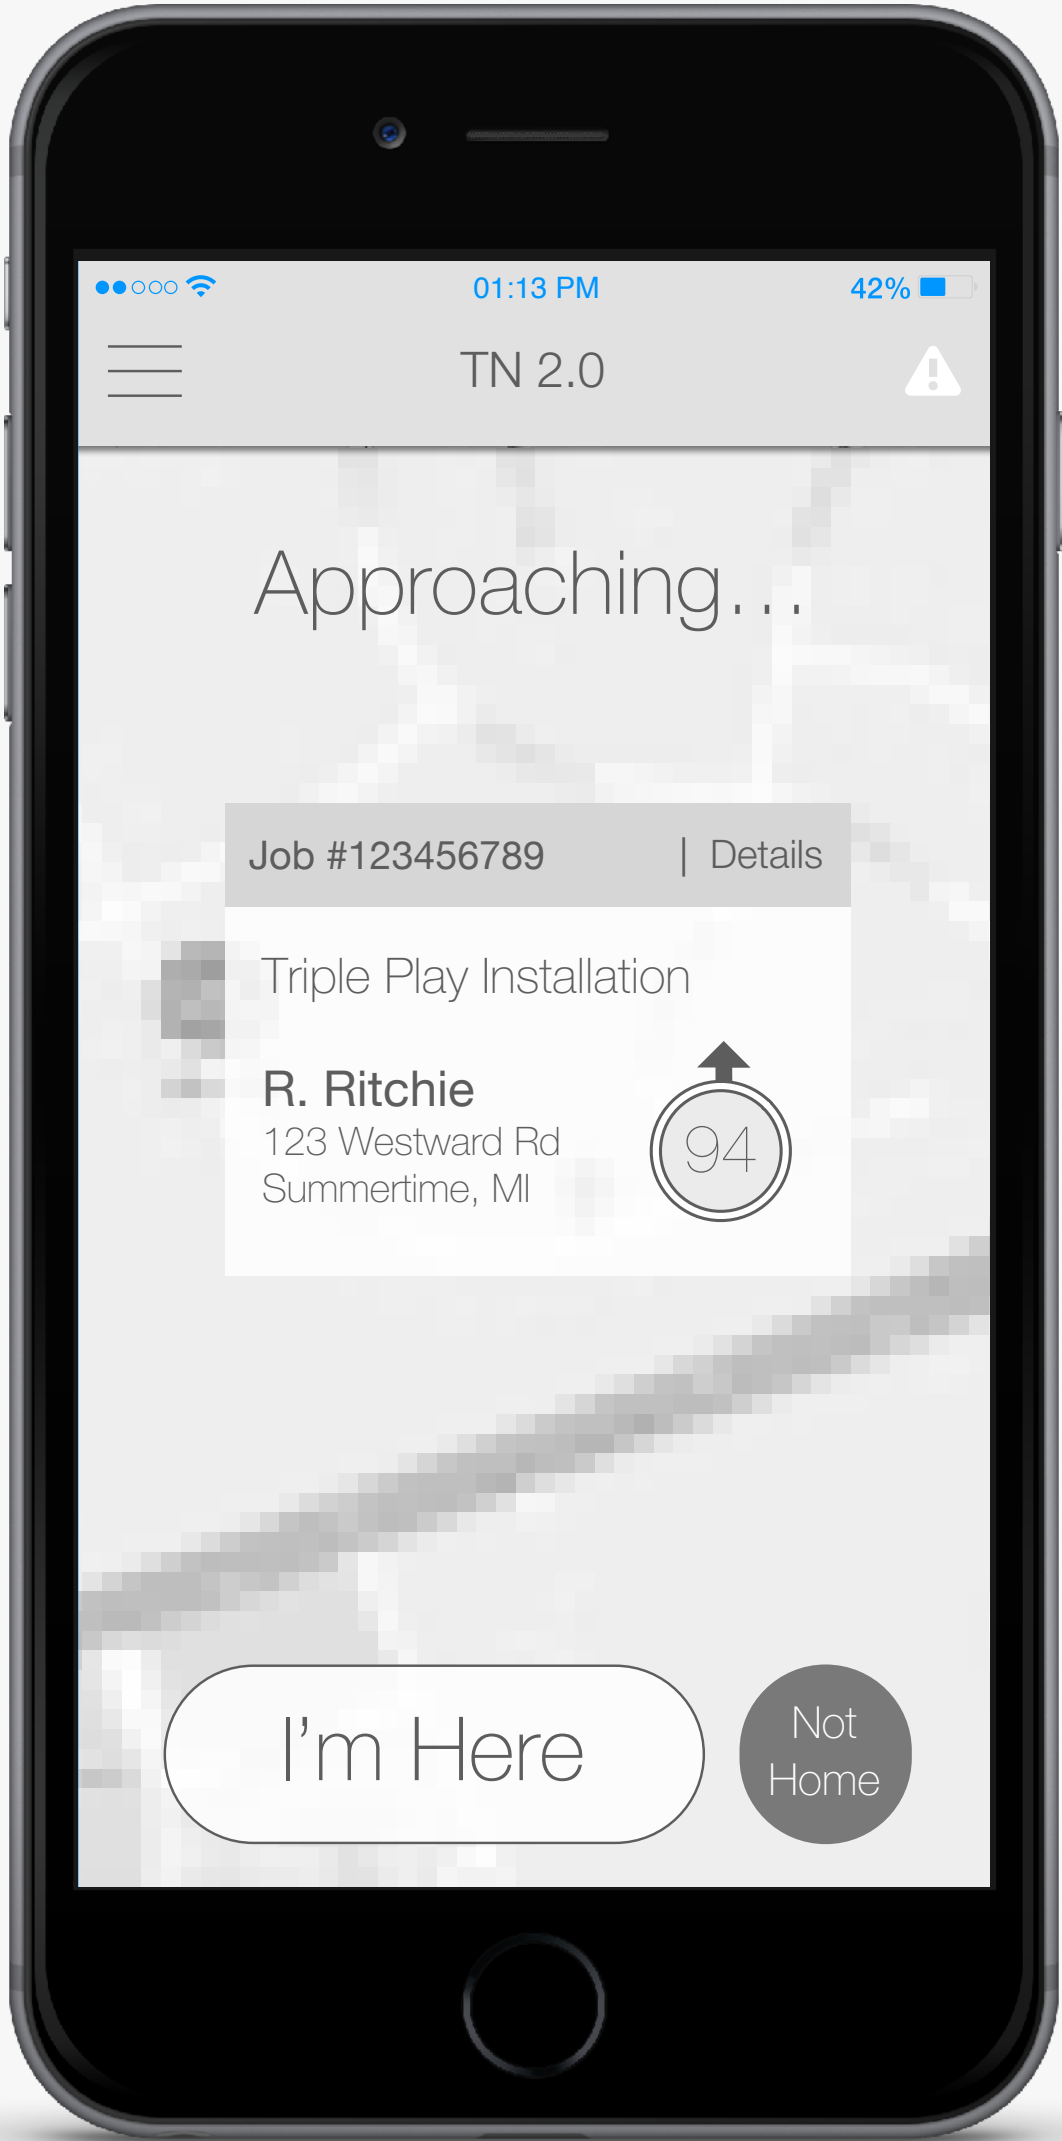 01:13 PM
42%
TN 2.0
Approaching...
Job #123456789 | Details
Triple Play Installation
R. Ritchie
123 Westward Rd
Summertime, MI
94
I'm Here
Not
Home